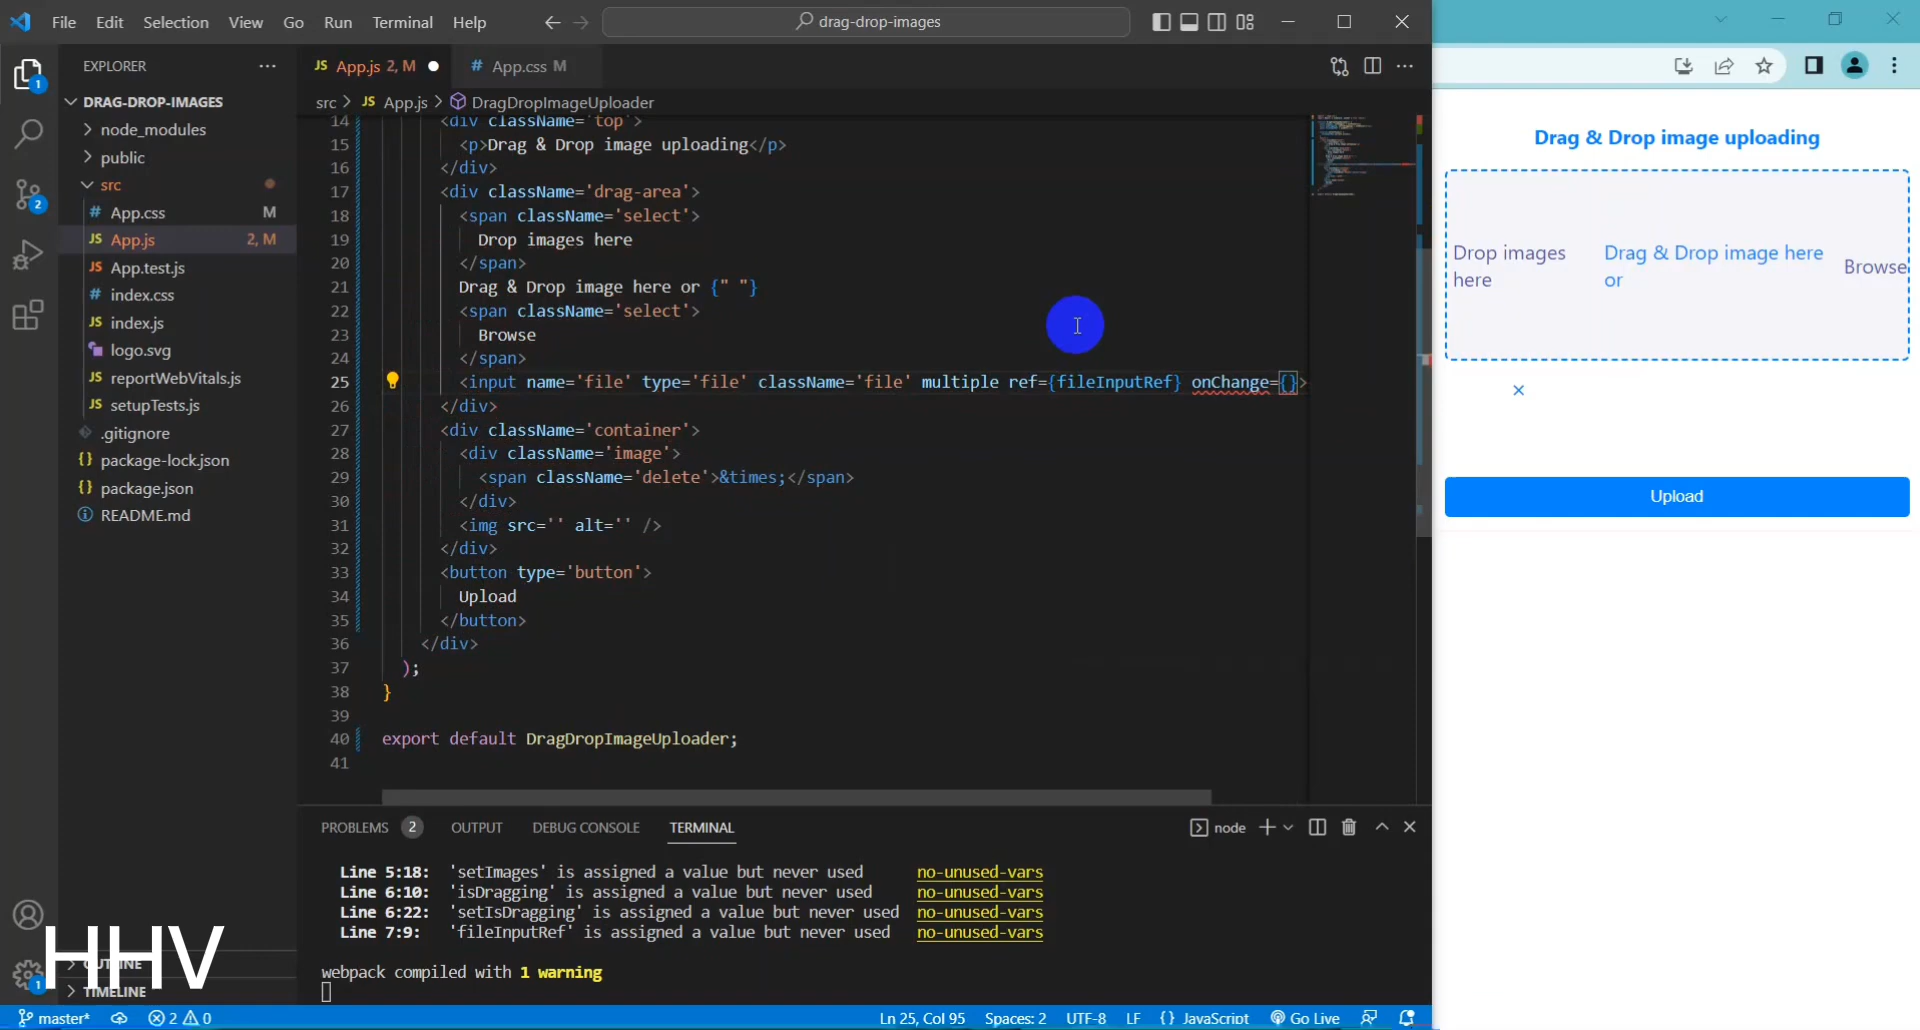 File Edit Selection View Go Run Terminal Help
drag-drop-images
EXPLORER
DRAG-DROP-IMAGES
node_modules
public
src
# App.css M
JS App.js 2, M
JS App.test.js
# index.css
JS index.js
logo.svg
JS reportWebVitals.js
JS setupTests.js
.gitignore
{} package-lock.json
{} package.json
README.md
OUTLINE
TIMELINE
HHV
1
2
1
JS App.js 2, M
# App.css M
src > JS App.js > DragDropImageUploader
14 <div className='top'>
15 <p>Drag & Drop image uploading</p>
16 </div>
17 <div className='drag-area'>
18 <span className='select'>
19 Drop images here
20 </span>
21 Drag & Drop image here or {" "}
22 <span className='select'>
23 Browse
24 </span>
25 <input name='file' type='file' className='file' multiple ref={fileInputRef} onChange={}>
26 </div>
27 <div className='container'>
28 <div className='image'>
29 <span className='delete'>&times;</span>
30 </div>
31 <img src='' alt='' />
32 </div>
33 <button type='button'>
34 Upload
35 </button>
36 </div>
37 );
38 }
39
40 export default DragDropImageUploader;
41
PROBLEMS 2 OUTPUT DEBUG CONSOLE TERMINAL
node
Line 5:18: 'setImages' is assigned a value but never used no-unused-vars
Line 6:10: 'isDragging' is assigned a value but never used no-unused-vars
Line 6:22: 'setIsDragging' is assigned a value but never used no-unused-vars
Line 7:9: 'fileInputRef' is assigned a value but never used no-unused-vars
webpack compiled with 1 warning
master* 2 0 Ln 25, Col 95 Spaces: 2 UTF-8 LF {} JavaScript Go Live
Drag & Drop image uploading
Drop images
here
Drag & Drop image here
or
Browse
×
Upload